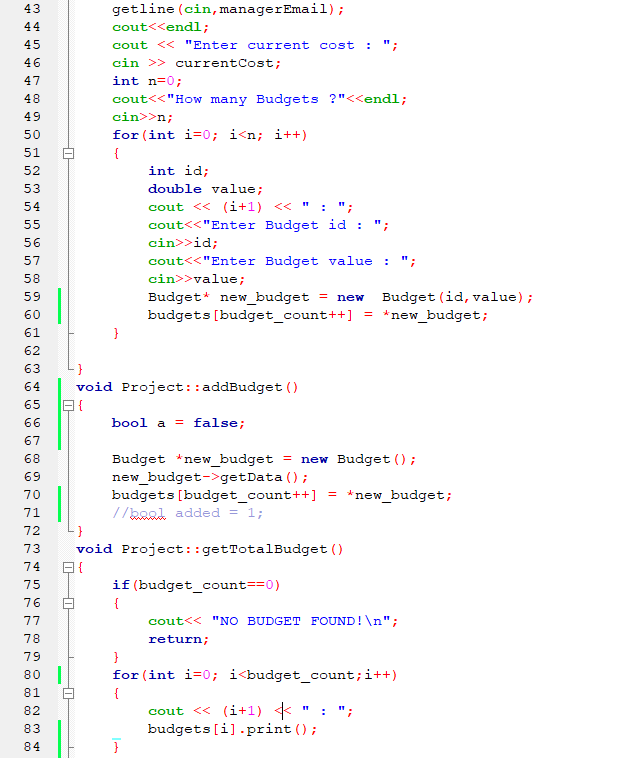 43 getline(cin,managerEmail);
44 cout<<endl;
45 cout << "Enter current cost : ";
46 cin >> currentCost;
47 int n=0;
48 cout<<"How many Budgets ?"<<endl;
49 cin>>n;
50 for(int i=0; i<n; i++)
51 {
52 int id;
53 double value;
54 cout << (i+1) << " : ";
55 cout<<"Enter Budget id : ";
56 cin>>id;
57 cout<<"Enter Budget value : ";
58 cin>>value;
59 Budget* new_budget = new  Budget(id,value);
60 budgets[budget_count++] = *new_budget;
61 }
62
63 }
64 void Project::addBudget()
65 {
66 bool a = false;
67
68 Budget *new_budget = new Budget();
69 new_budget->getData();
70 budgets[budget_count++] = *new_budget;
71 //bool added = 1;
72 }
73 void Project::getTotalBudget()
74 {
75 if(budget_count==0)
76 {
77 cout<< "NO BUDGET FOUND!\n";
78 return;
79 }
80 for(int i=0; i<budget_count;i++)
81 {
82 cout << (i+1) << " : ";
83 budgets[i].print();
84 }